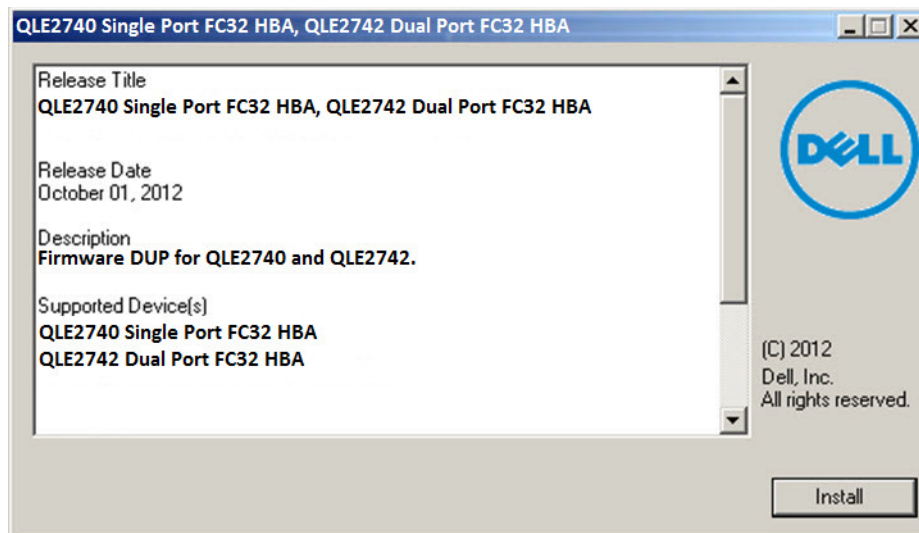 QLE2740 Single Port FC32 HBA, QLE2742 Dual Port FC32 HBA
Release Title
QLE2740 Single Port FC32 HBA, QLE2742 Dual Port FC32 HBA
Release Date
October 01, 2012
Description
Firmware DUP for QLE2740 and QLE2742.
Supported Device(s)
QLE2740 Single Port FC32 HBA
QLE2742 Dual Port FC32 HBA
DELL
(C) 2012
Dell, Inc.
All rights reserved.
Install